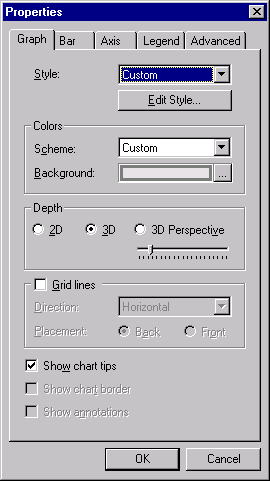 Properties
Graph Bar Axis Legend Advanced
Style: Custom
Edit Style...
Colors
Scheme: Custom
Background: ...
Depth
2D 3D 3D Perspective
Grid lines
Direction: Horizontal
Placement: Back Front
Show chart tips
Show chart border
Show annotations
OK Cancel